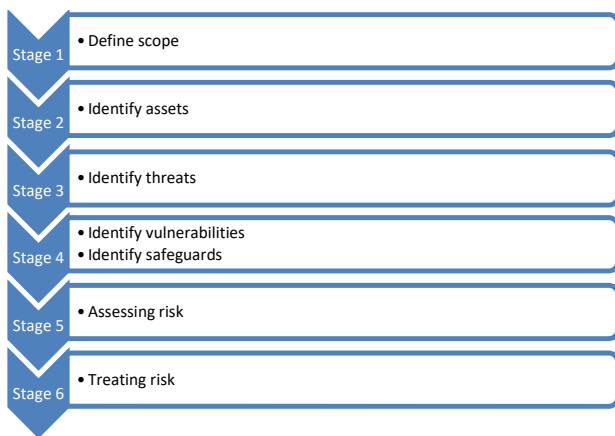 Stage 1
• Define scope
Stage 2
• Identify assets
Stage 3
• Identify threats
Stage 4
• Identify vulnerabilities
• Identify safeguards
Stage 5
• Assessing risk
Stage 6
• Treating risk